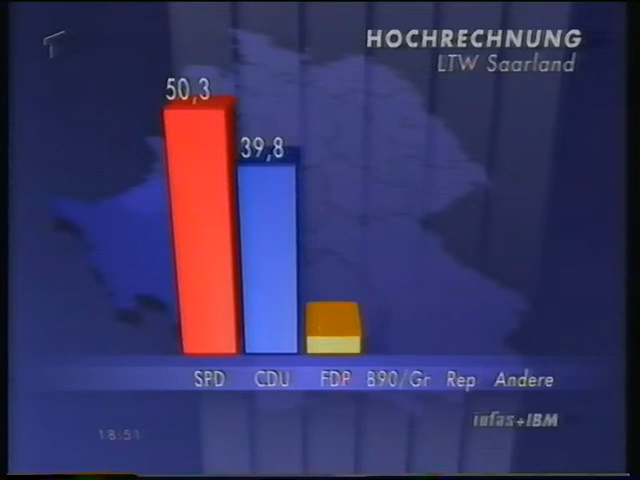 HOCHRECHNUNG
LTW Saarland
50,3
39,8
SPD CDU FDP B90/Gr Rep Andere
infas+IBM
18:51